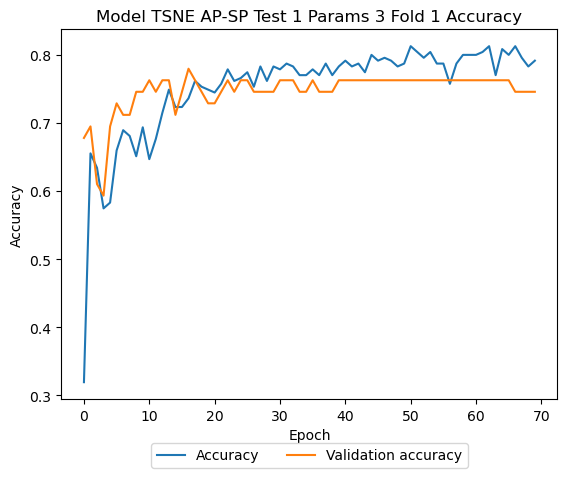 Model TSNE AP-SP Test 1 Params 3 Fold 1 Accuracy
0.8
0.7
0.6
0.5
0.4
0.3
Accuracy
0 10 20 30 40 50 60 70
Epoch
Accuracy Validation accuracy